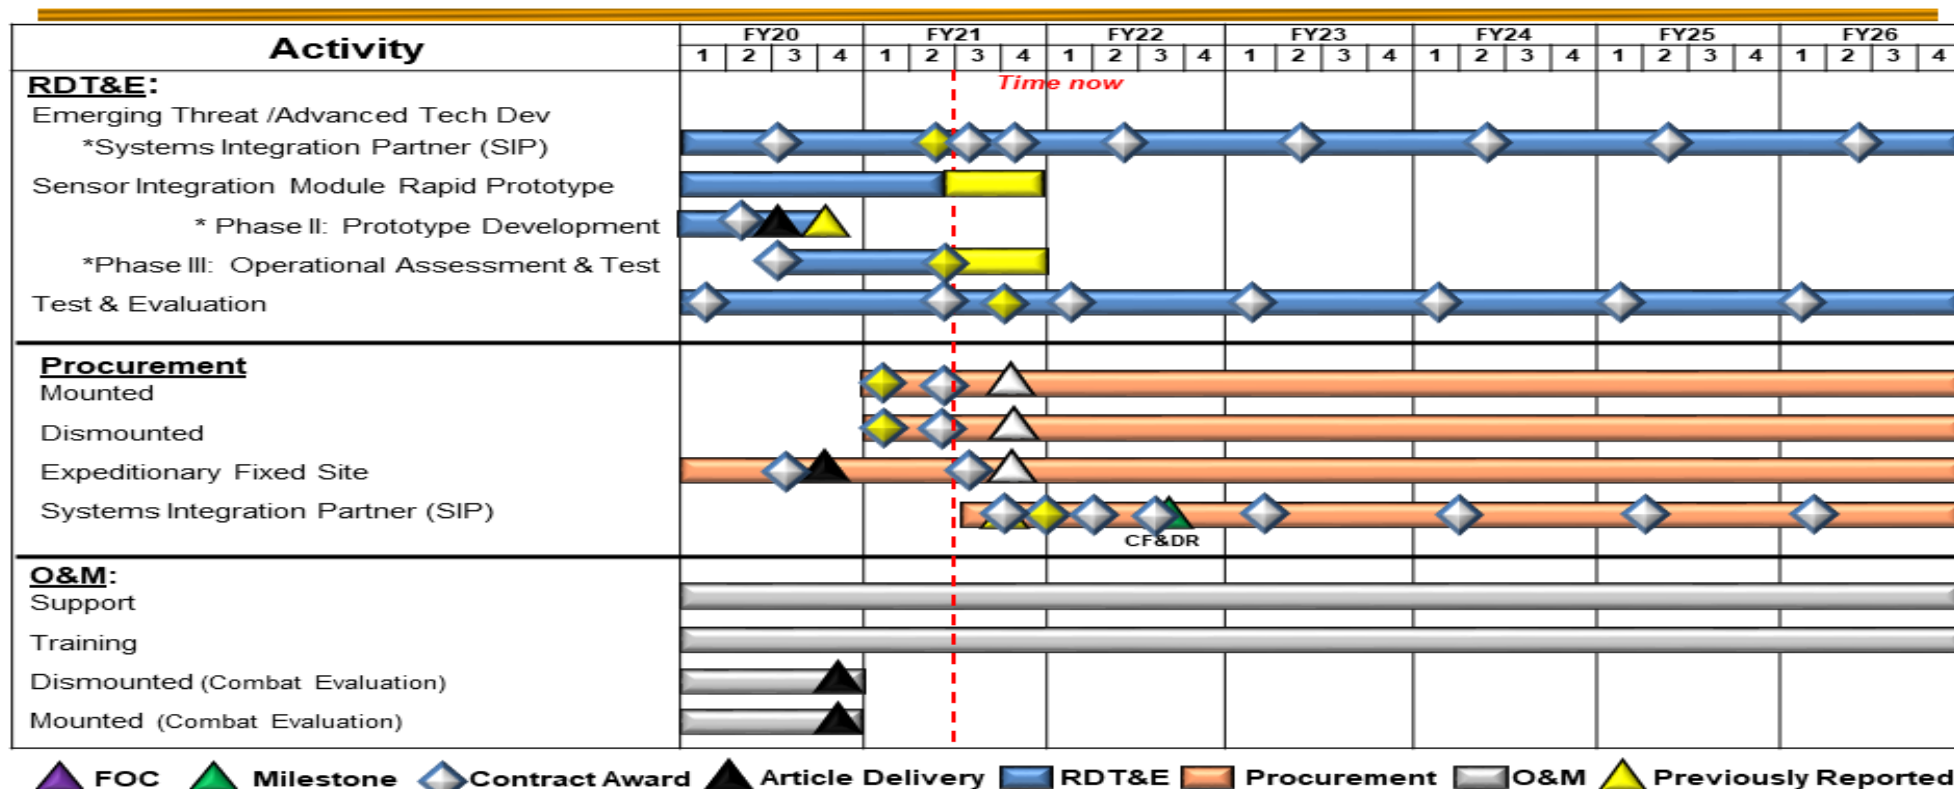 Activity
FY20 FY21 FY22 FY23 FY24 FY25 FY26
1 2 3 4 1 2 3 4 1 2 3 4 1 2 3 4 1 2 3 4 1 2 3 4 1 2 3 4
Time now
RDT&E:
Emerging Threat /Advanced Tech Dev
*Systems Integration Partner (SIP)
Sensor Integration Module Rapid Prototype
* Phase II: Prototype Development
*Phase III: Operational Assessment & Test
Test & Evaluation
Procurement
Mounted
Dismounted
Expeditionary Fixed Site
Systems Integration Partner (SIP)
CF&DR
O&M:
Support
Training
Dismounted (Combat Evaluation)
Mounted (Combat Evaluation)
FOC Milestone Contract Award Article Delivery RDT&E Procurement O&M Previously Reported